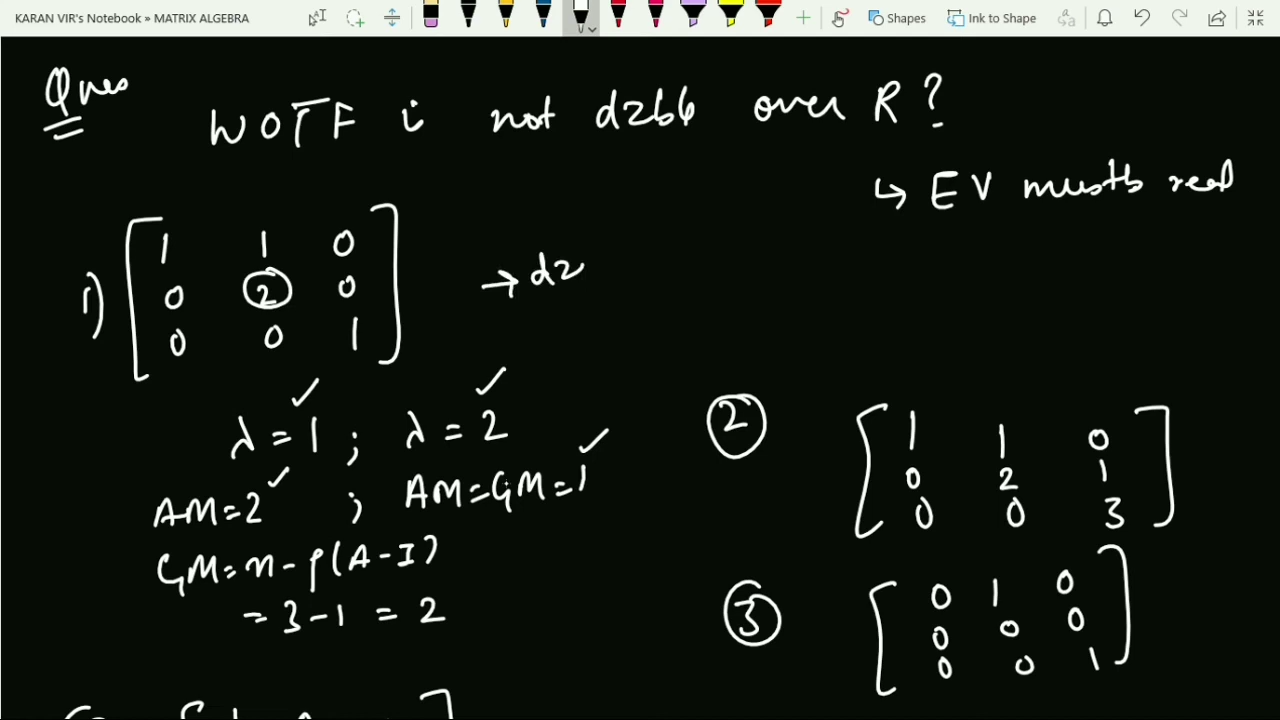 KARAN VIR's Notebook » MATRIX ALGEBRA
Shapes
Ink to Shape
Ques
WOTF i not dzbl over R?
↳ EV must b real
1) [1 1 0
0 2 0
0 0 1]
→ dz
λ = 1 ; λ = 2
AM = 2 ; AM = GM = 1
GM = n - ρ(A - I)
= 3 - 1 = 2
2 [1 1 0
0 2 1
0 0 3]
3 [0 1 0
0 0 0
0 0 1]